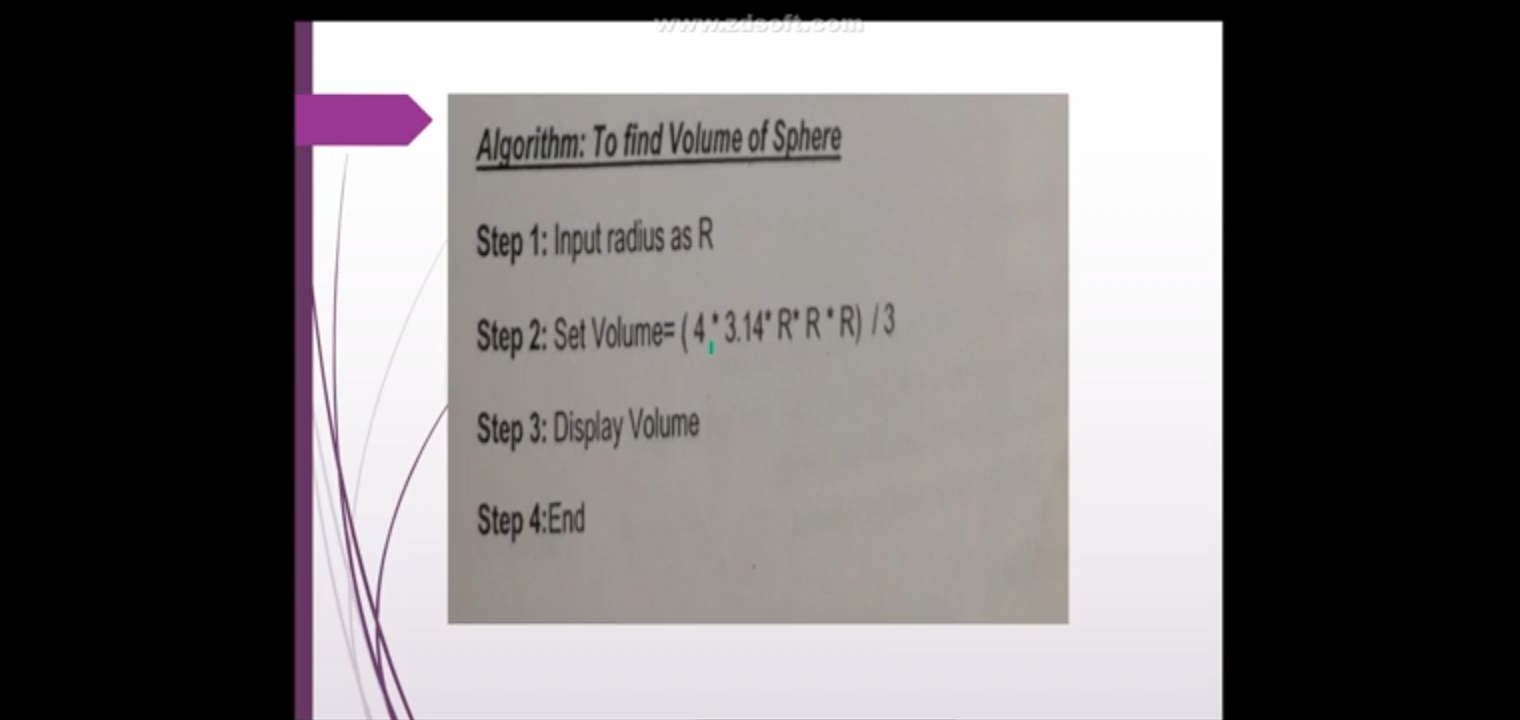 www.zdsoft.com
Algorithm: To find Volume of Sphere
Step 1: Input radius as R
Step 2: Set Volume= ( 4 * 3.14* R* R * R) / 3
Step 3: Display Volume
Step 4:End